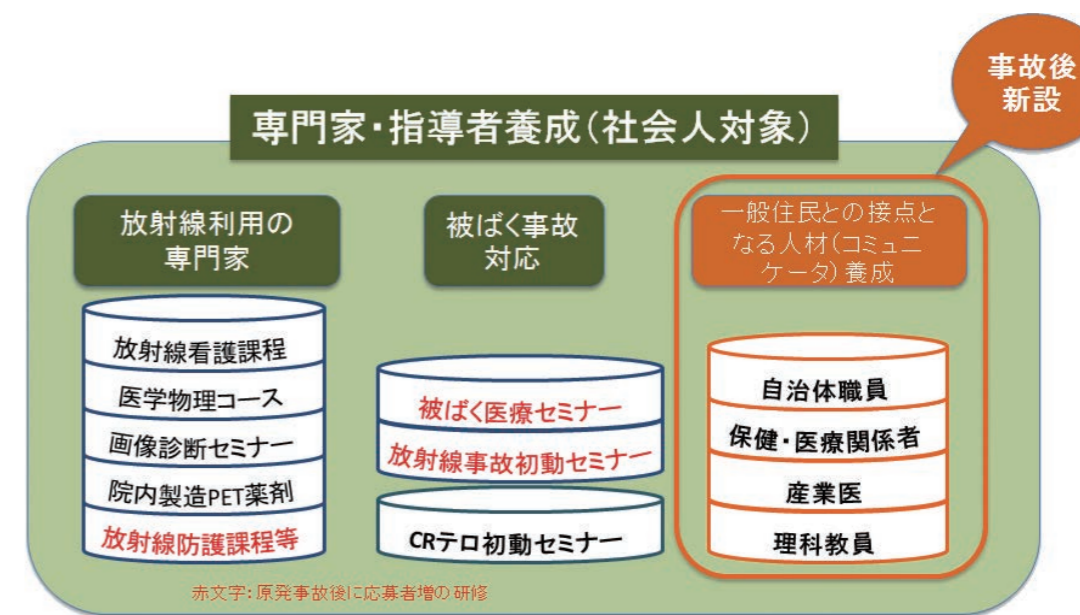 事故後
新設
専門家・指導者養成(社会人対象)
放射線利用の
専門家
放射線看護課程
医学物理コース
画像診断セミナー
院内製造PET薬剤
放射線防護課程等
被ばく事故
対応
被ばく医療セミナー
放射線事故初動セミナー
CRテロ初動セミナー
一般住民との接点と
なる人材(コミュニ
ケータ)養成
自治体職員
保健・医療関係者
産業医
理科教員
赤文字:原発事故後に応募者増の研修